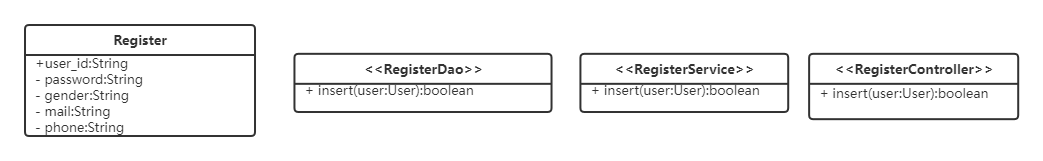 Register
+user_id:String
- password:String
- gender:String
- mail:String
- phone:String
<<RegisterDao>>
+ insert(user:User):boolean
<<RegisterService>>
+ insert(user:User):boolean
<<RegisterController>>
+ insert(user:User):boolean